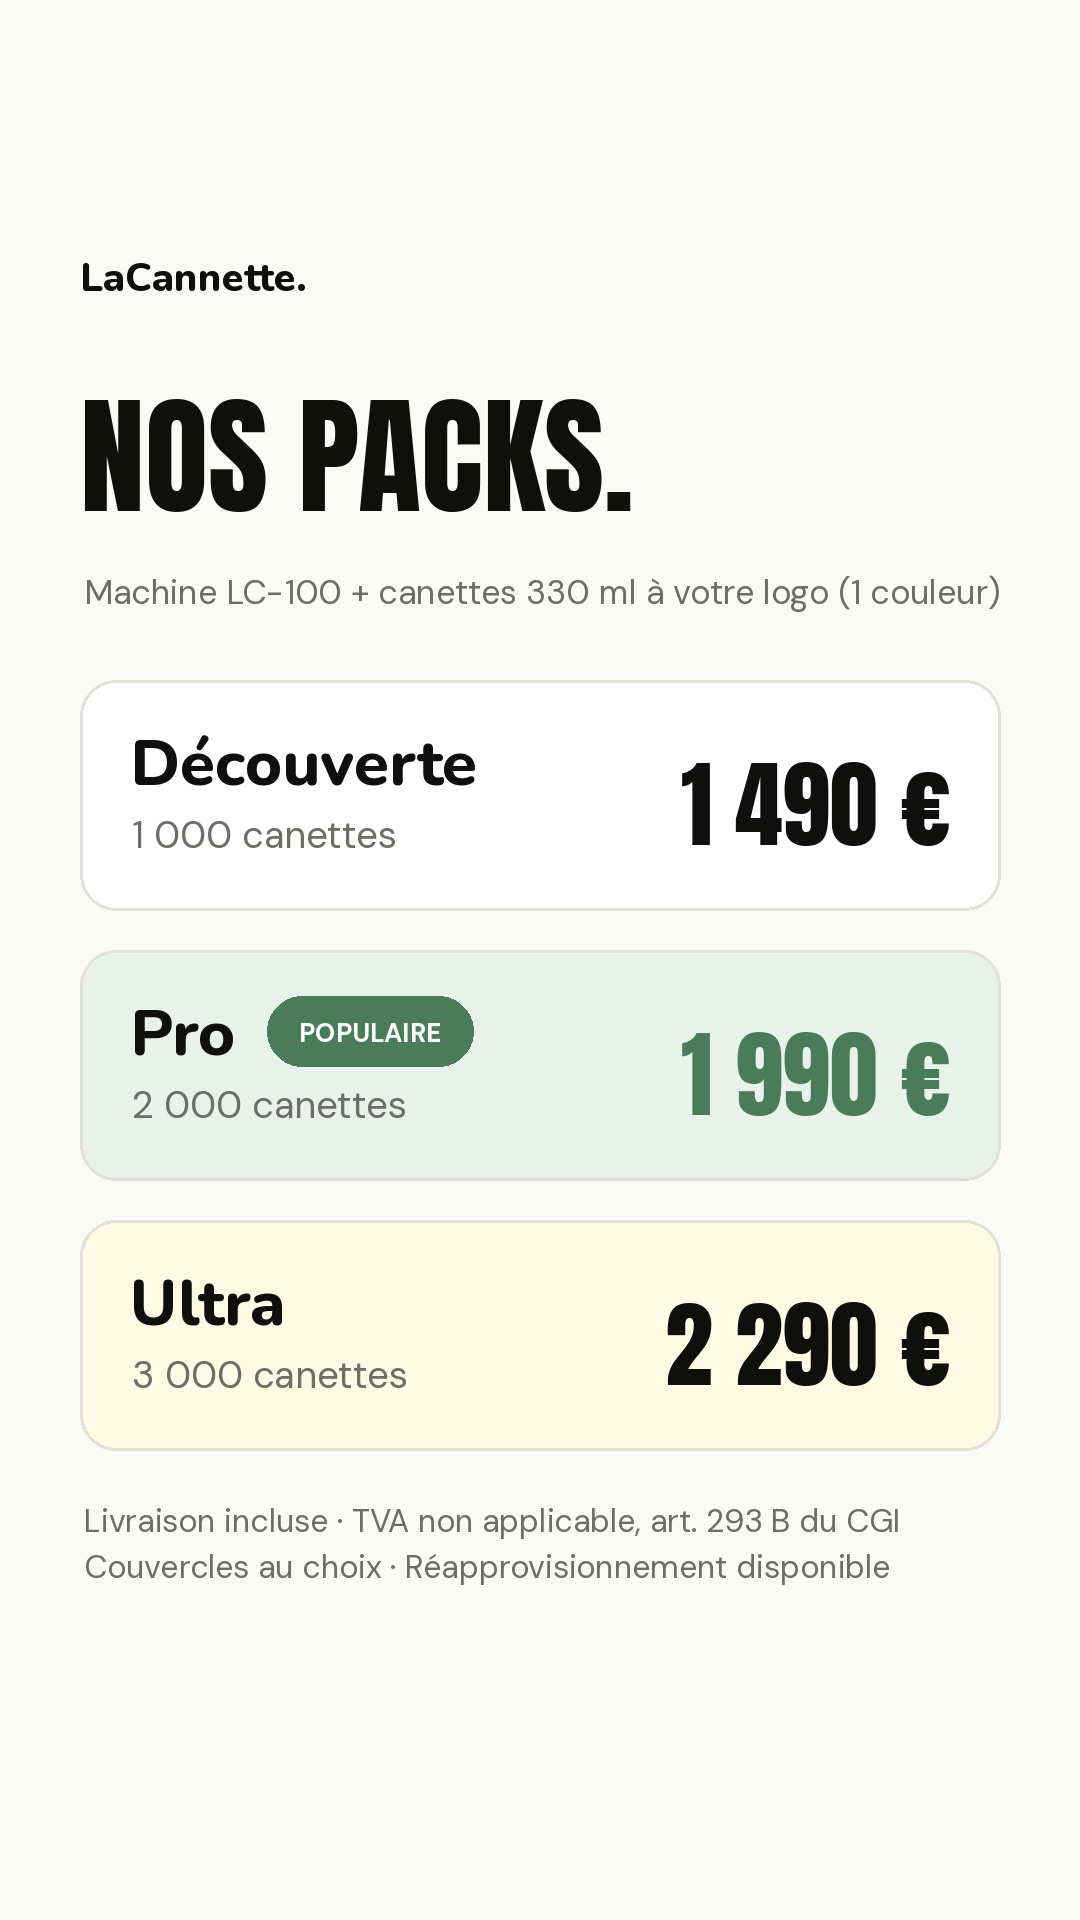 LaCannette.
NOS PACKS.
Machine LC-100 + canettes 330 ml à votre logo (1 couleur)
Découverte
1 000 canettes
1 490 €
Pro
POPULAIRE
2 000 canettes
1 990 €
Ultra
3 000 canettes
2 290 €
Livraison incluse · TVA non applicable, art. 293 B du CGI
Couvercles au choix · Réapprovisionnement disponible